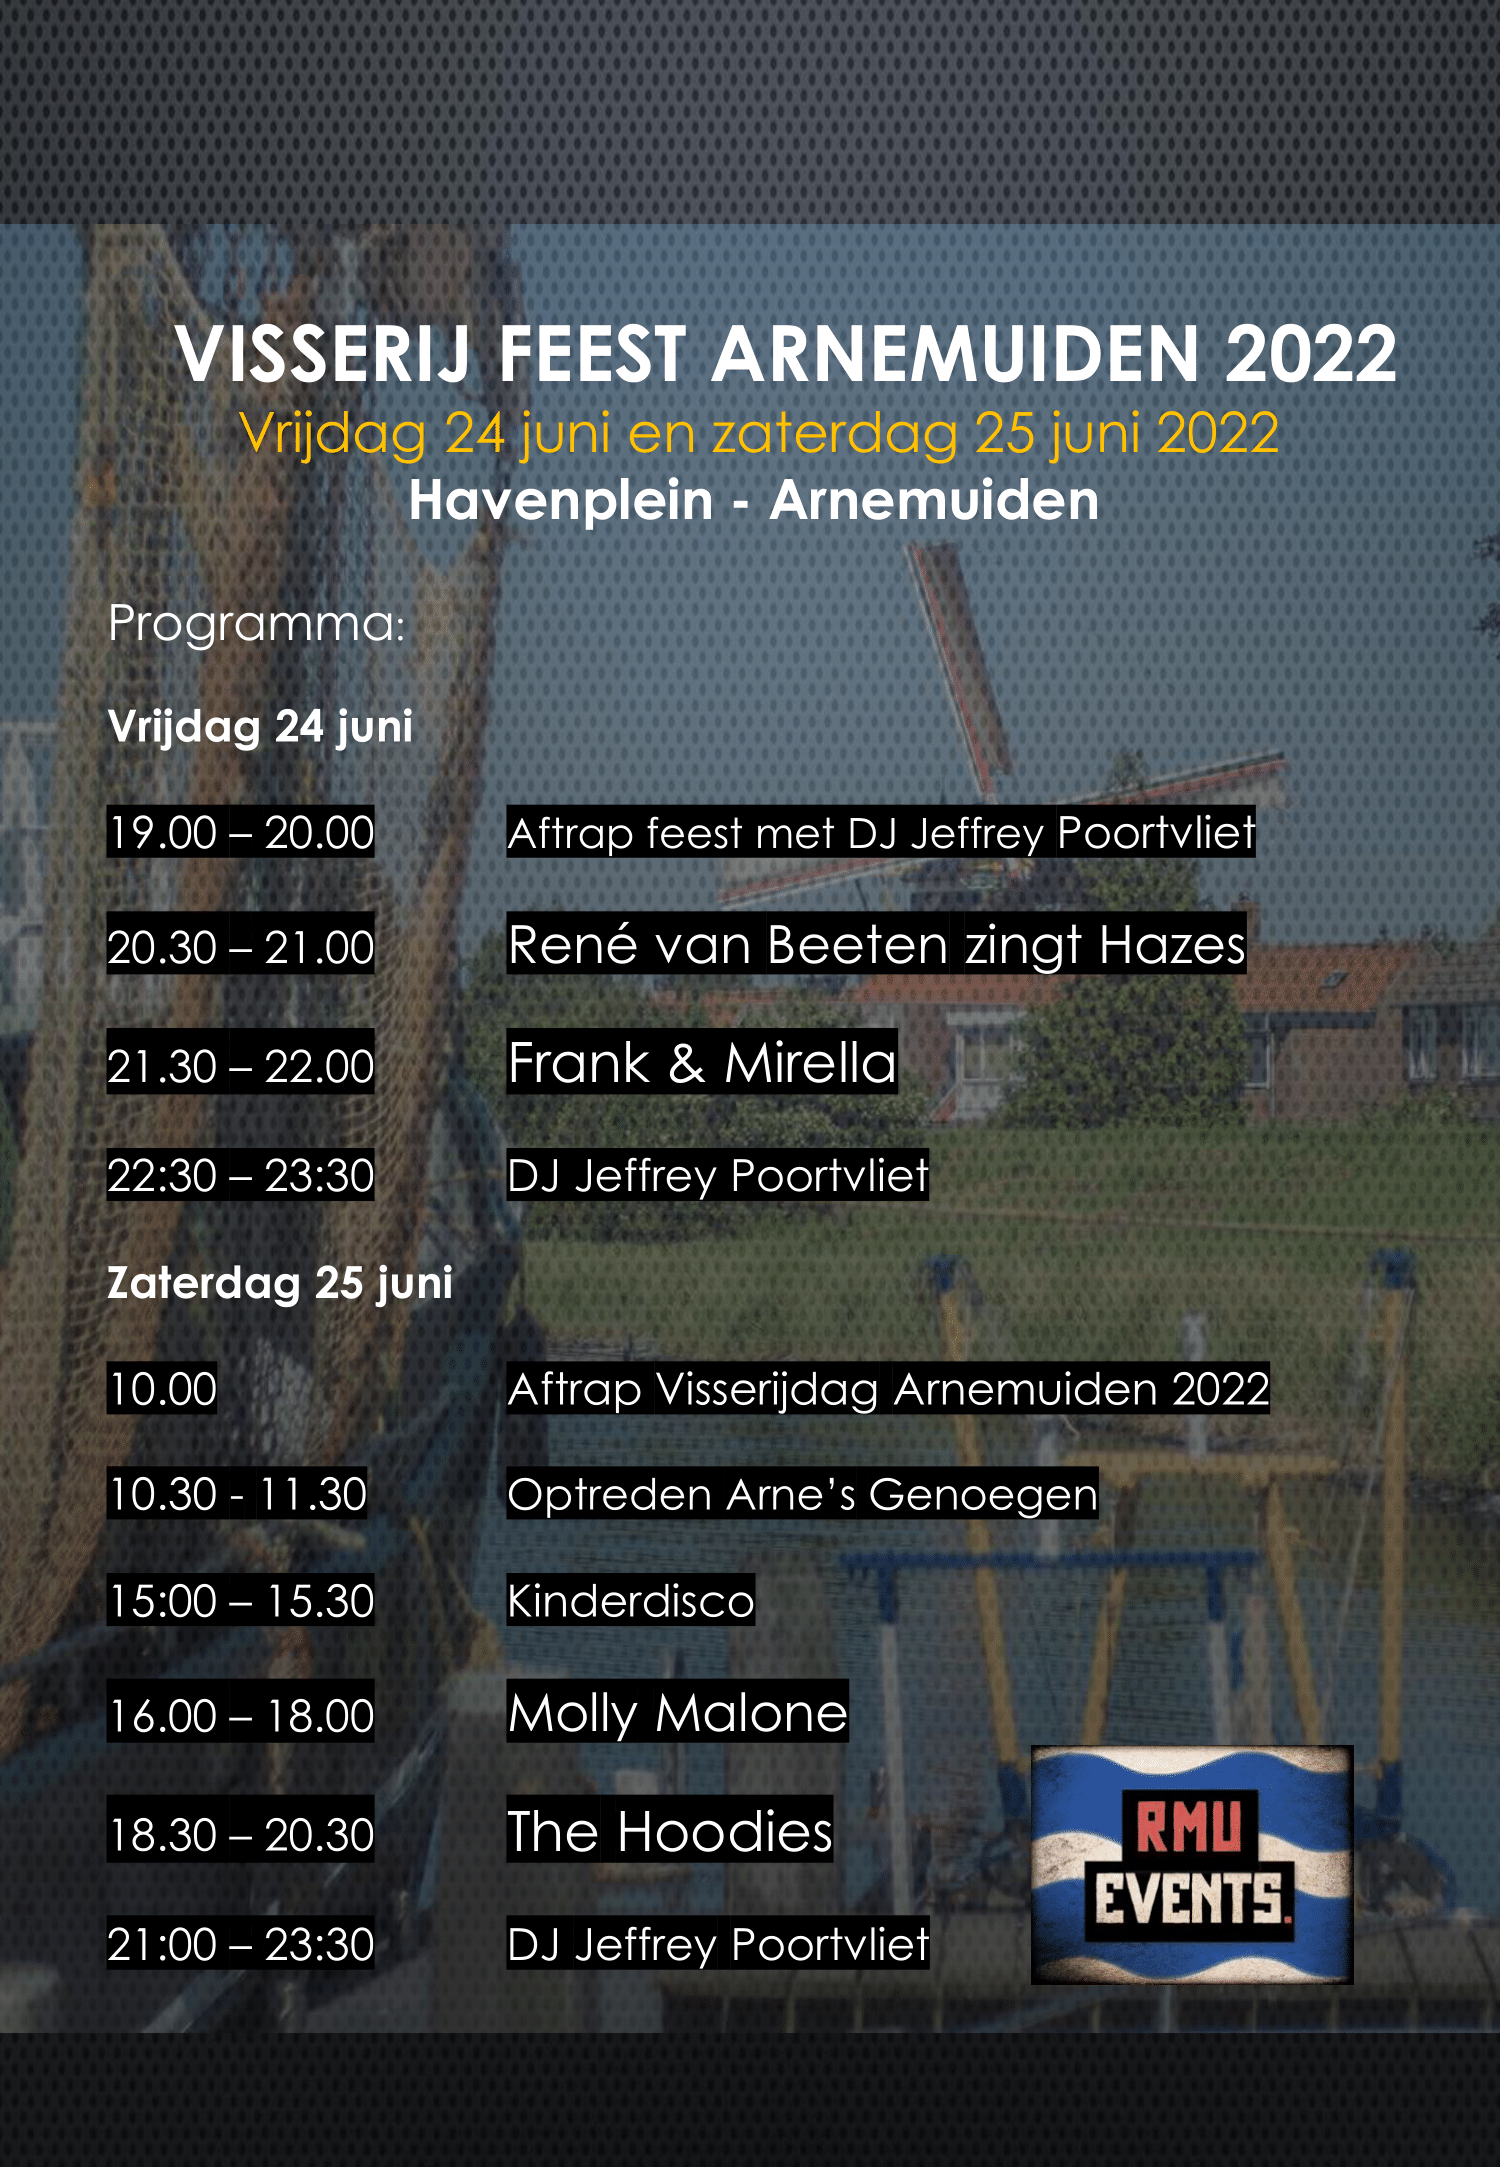 VISSERIJ FEEST ARNEMUIDEN 2022
Vrijdag 24 juni en zaterdag 25 juni 2022
Havenplein - Arnemuiden
Programma:
Vrijdag 24 juni
19.00 – 20.00 Aftrap feest met DJ Jeffrey Poortvliet
20.30 – 21.00 René van Beeten zingt Hazes
21.30 – 22.00 Frank & Mirella
22:30 – 23:30 DJ Jeffrey Poortvliet
Zaterdag 25 juni
10.00 Aftrap Visserijdag Arnemuiden 2022
10.30 - 11.30 Optreden Arne’s Genoegen
15:00 – 15.30 Kinderdisco
16.00 – 18.00 Molly Malone
18.30 – 20.30 The Hoodies
21:00 – 23:30 DJ Jeffrey Poortvliet
RMU
EVENTS.